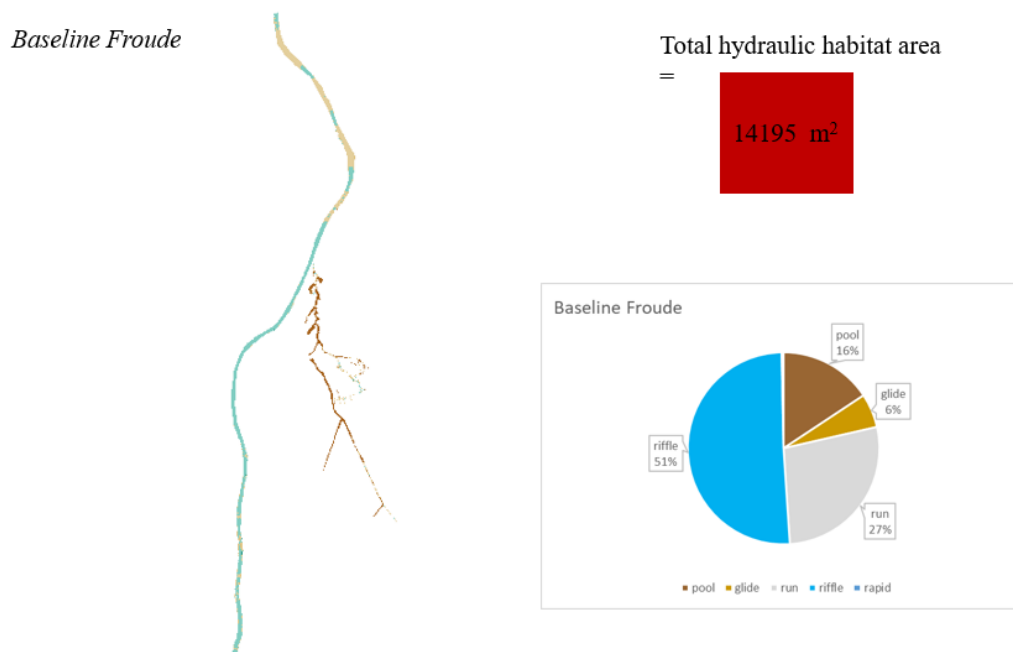 Baseline Froude
Total hydraulic habitat area
=
14195 m²
Baseline Froude
pool
16%
glide
6%
riffle
51%
run
27%
pool glide run riffle rapid